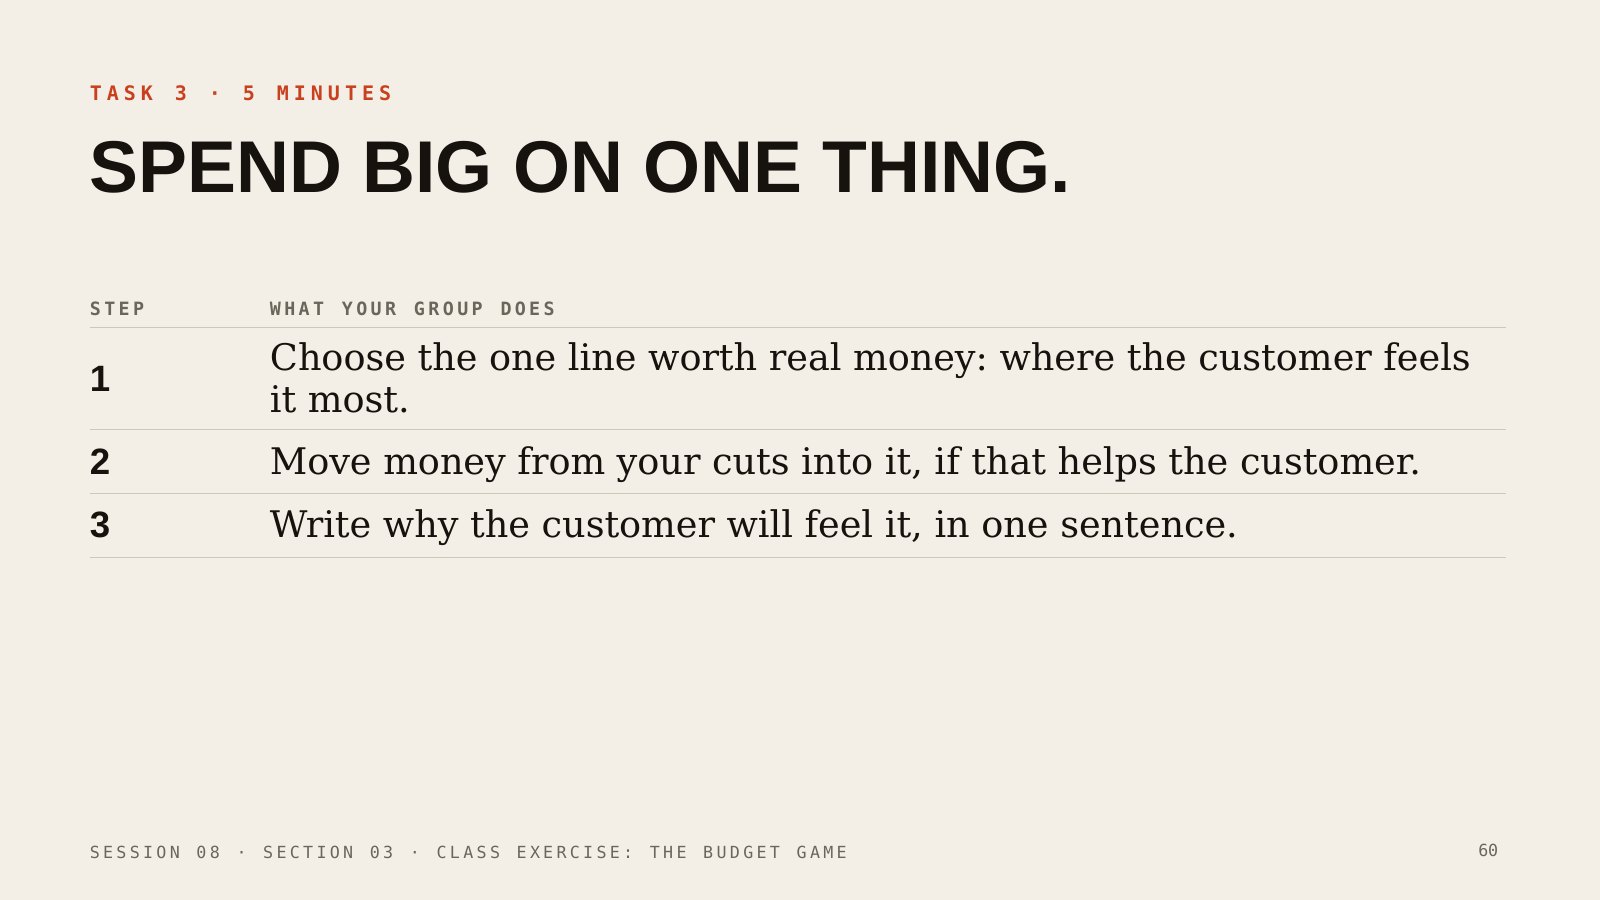 TASK 3 · 5 MINUTES
SPEND BIG ON ONE THING.
STEP WHAT YOUR GROUP DOES
1 Choose the one line worth real money: where the customer feels
it most.
2 Move money from your cuts into it, if that helps the customer.
3 Write why the customer will feel it, in one sentence.
SESSION 08 · SECTION 03 · CLASS EXERCISE: THE BUDGET GAME 60